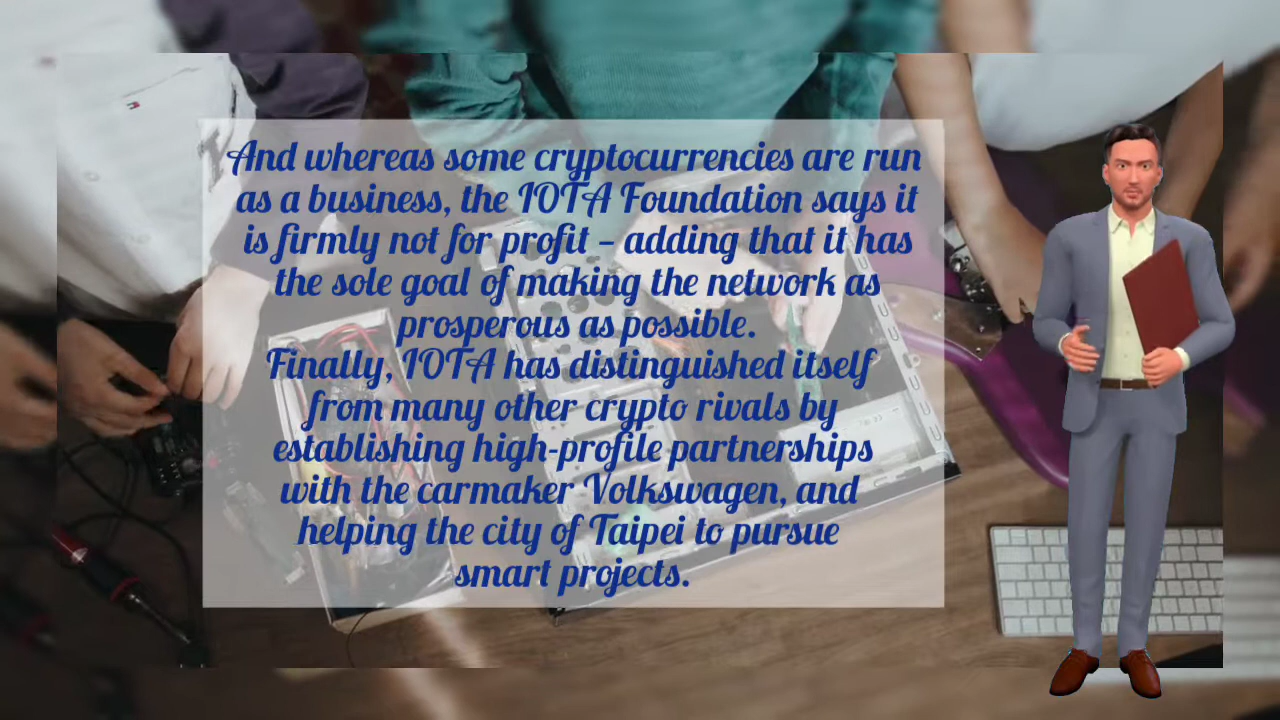 And whereas some cryptocurrencies are run
as a business, the IOTA Foundation says it
is firmly not for profit – adding that it has
the sole goal of making the network as
prosperous as possible.
Finally, IOTA has distinguished itself
from many other crypto rivals by
establishing high-profile partnerships
with the carmaker Volkswagen, and
helping the city of Taipei to pursue
smart projects.